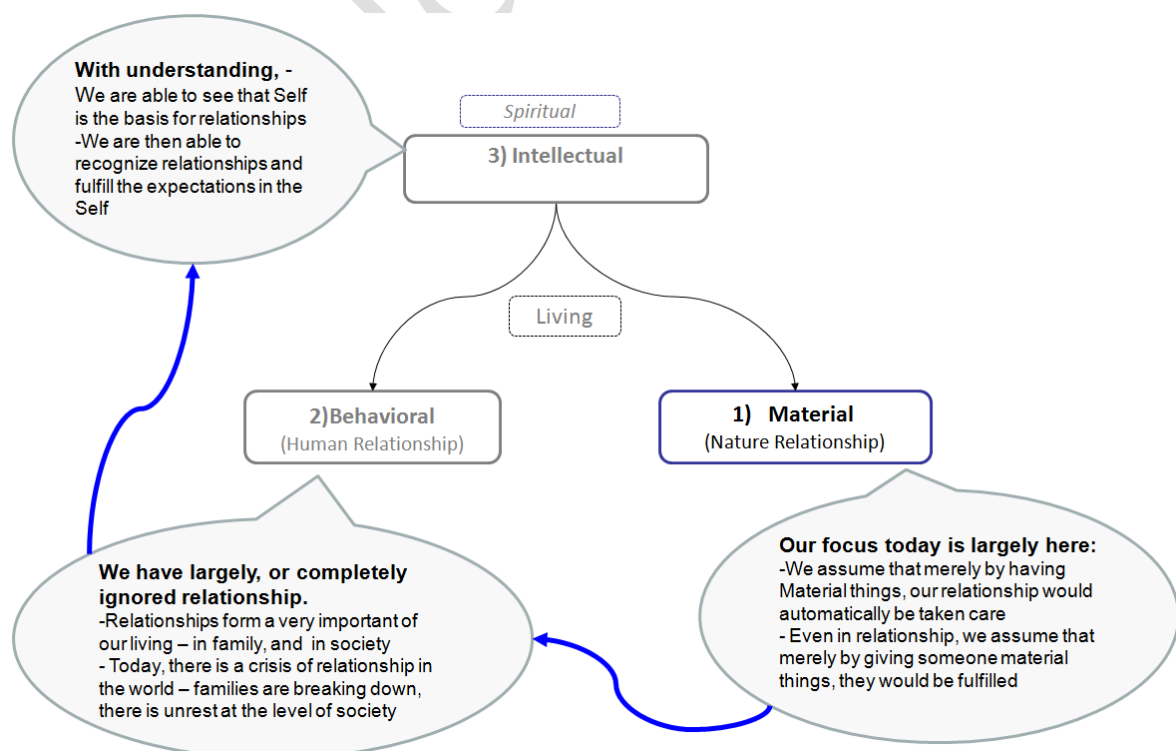 With understanding, -
We are able to see that Self
is the basis for relationships
-We are then able to
recognize relationships and
fulfill the expectations in the
Self
Spiritual
3) Intellectual
Living
2)Behavioral
(Human Relationship)
1) Material
(Nature Relationship)
We have largely, or completely
ignored relationship.
-Relationships form a very important of
our living – in family, and in society
- Today, there is a crisis of relationship in
the world – families are breaking down,
there is unrest at the level of society
Our focus today is largely here:
-We assume that merely by having
Material things, our relationship would
automatically be taken care
- Even in relationship, we assume that
merely by giving someone material
things, they would be fulfilled